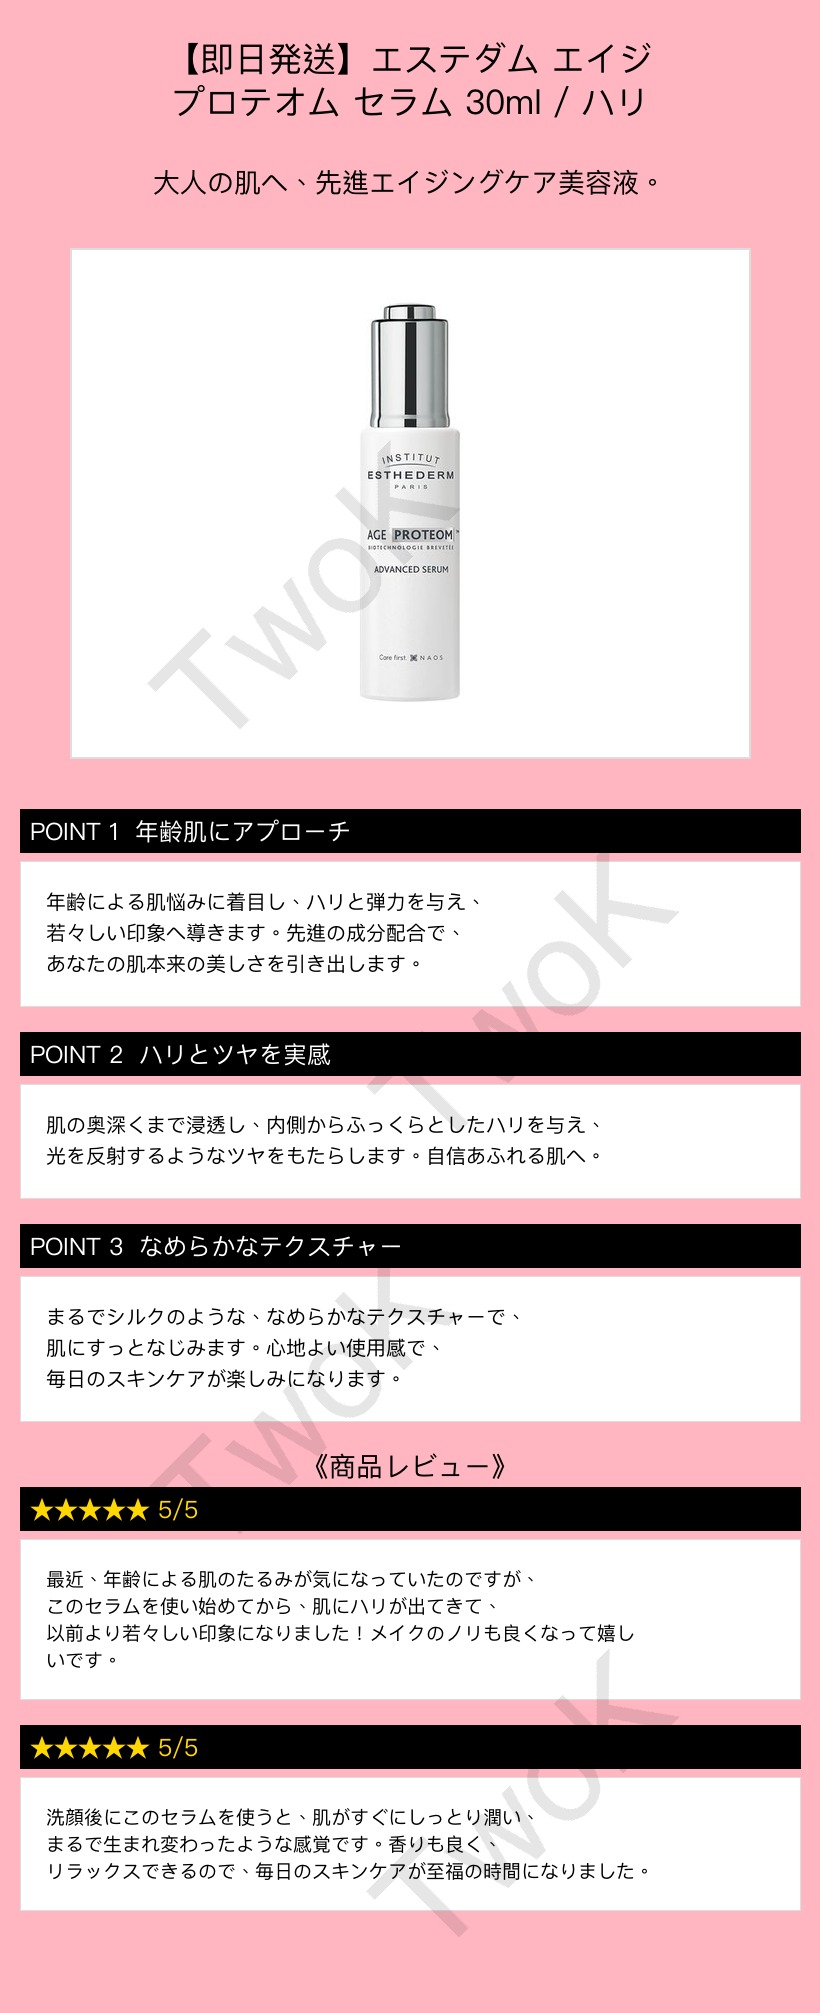 【即日発送】エステダム エイジ
プロテオム セラム 30ml / ハリ
大人の肌へ、先進エイジングケア美容液。
INSTITUT
ESTHEDERM
PARIS
AGE PROTEOM™
BIOTECHNOLOGIE BREVETÉE
ADVANCED SERUM
Care first. NAOS
TwoK
POINT 1 年齢肌にアプローチ
年齢による肌悩みに着目し、ハリと弾力を与え、
若々しい印象へ導きます。先進の成分配合で、
あなたの肌本来の美しさを引き出します。
TwoK
POINT 2 ハリとツヤを実感
肌の奥深くまで浸透し、内側からふっくらとしたハリを与え、
光を反射するようなツヤをもたらします。自信あふれる肌へ。
POINT 3 なめらかなテクスチャー
まるでシルクのような、なめらかなテクスチャーで、
肌にすっとなじみます。心地よい使用感で、
毎日のスキンケアが楽しみになります。
TwoK
《商品レビュー》
★★★★★ 5/5
最近、年齢による肌のたるみが気になっていたのですが、
このセラムを使い始めてから、肌にハリが出てきて、
以前より若々しい印象になりました！メイクのノリも良くなって嬉し
いです。
★★★★★ 5/5
洗顔後にこのセラムを使うと、肌がすぐにしっとり潤い、
まるで生まれ変わったような感覚です。香りも良く、
リラックスできるので、毎日のスキンケアが至福の時間になりました。
TwoK